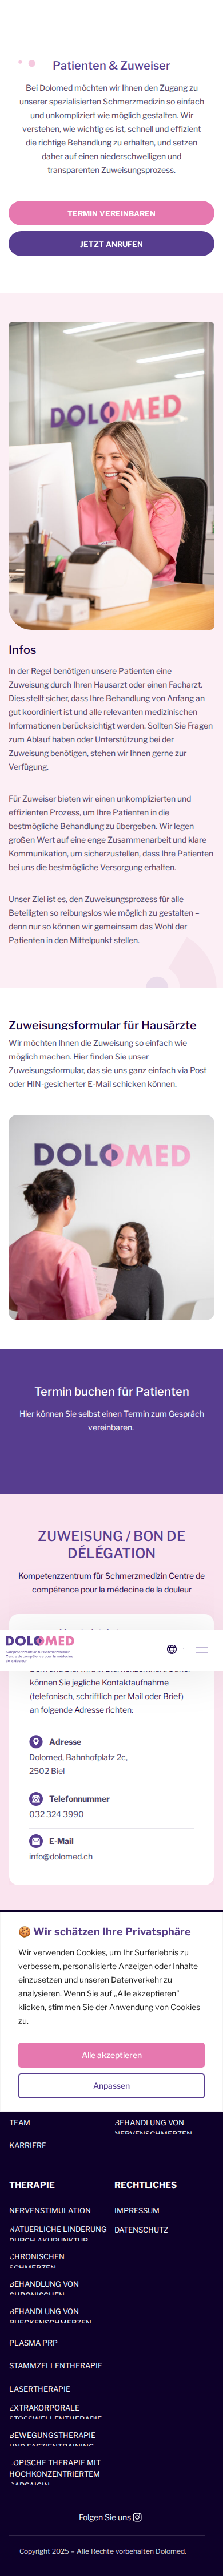 Patienten & Zuweiser
Bei Dolomed möchten wir Ihnen den Zugang zu
unserer spezialisierten Schmerzmedizin so einfach
und unkompliziert wie möglich gestalten. Wir
verstehen, wie wichtig es ist, schnell und effizient
die richtige Behandlung zu erhalten, und setzen
daher auf einen niederschwelligen und
transparenten Zuweisungsprozess.
TERMIN VEREINBAREN
JETZT ANRUFEN
DOLOMED
Infos
In der Regel benötigen unsere Patienten eine
Zuweisung durch Ihren Hausarzt oder einen Facharzt.
Dies stellt sicher, dass Ihre Behandlung von Anfang an
gut koordiniert ist und alle relevanten medizinischen
Informationen berücksichtigt werden. Sollten Sie Fragen
zum Ablauf haben oder Unterstützung bei der
Zuweisung benötigen, stehen wir Ihnen gerne zur
Verfügung.
Für Zuweiser bieten wir einen unkomplizierten und
effizienten Prozess, um Ihre Patienten in die
bestmögliche Behandlung zu übergeben. Wir legen
großen Wert auf eine enge Zusammenarbeit und klare
Kommunikation, um sicherzustellen, dass Ihre Patienten
bei uns die bestmögliche Versorgung erhalten.
Unser Ziel ist es, den Zuweisungsprozess für alle
Beteiligten so reibungslos wie möglich zu gestalten –
denn nur so können wir gemeinsam das Wohl der
Patienten in den Mittelpunkt stellen.
Zuweisungsformular für Hausärzte
Wir möchten Ihnen die Zuweisung so einfach wie
möglich machen. Hier finden Sie unser
Zuweisungsformular, das sie uns ganz einfach via Post
oder HIN-gesicherter E-Mail schicken können.
DOLOMED
Termin buchen für Patienten
Hier können Sie selbst einen Termin zum Gespräch
vereinbaren.
ZUWEISUNG / BON DE
DÉLÉGATION
Kompetenzzentrum für Schmerzmedizin Centre de
compétence pour la médecine de la douleur
DOLOMED
Kompetenzzentrum für Schmerzmedizin
Centre de compétence pour la médecine
de la douleur
können Sie jegliche Kontaktaufnahme
(telefonisch, schriftlich per Mail oder Brief)
an folgende Adresse richten:
Adresse
Dolomed, Bahnhofplatz 2c,
2502 Biel
Telefonnummer
032 324 3990
E-Mail
info@dolomed.ch
🍪 Wir schätzen Ihre Privatsphäre
Wir verwenden Cookies, um Ihr Surferlebnis zu
verbessern, personalisierte Anzeigen oder Inhalte
einzusetzen und unseren Datenverkehr zu
analysieren. Wenn Sie auf „Alle akzeptieren"
klicken, stimmen Sie der Anwendung von Cookies
zu.
Alle akzeptieren
Anpassen
TEAM
KARRIERE
BEHANDLUNG VON
NERVENSCHMERZEN
THERAPIE
NERVENSTIMULATION
NATUERLICHE LINDERUNG
DURCH AKUPUNKTUR
CHRONISCHEN
SCHMERZEN
BEHANDLUNG VON
CHRONISCHEN
BEHANDLUNG VON
RUECKENSCHMERZEN
PLASMA PRP
STAMMZELLENTHERAPIE
LASERTHERAPIE
EXTRAKORPORALE
STOSSWELLENTHERAPIE
BEWEGUNGSTHERAPIE
UND FASZIENTRAINING
TOPISCHE THERAPIE MIT
HOCHKONZENTRIERTEM
CAPSAICIN
RECHTLICHES
IMPRESSUM
DATENSCHUTZ
Folgen Sie uns
Copyright 2025 – Alle Rechte vorbehalten Dolomed.